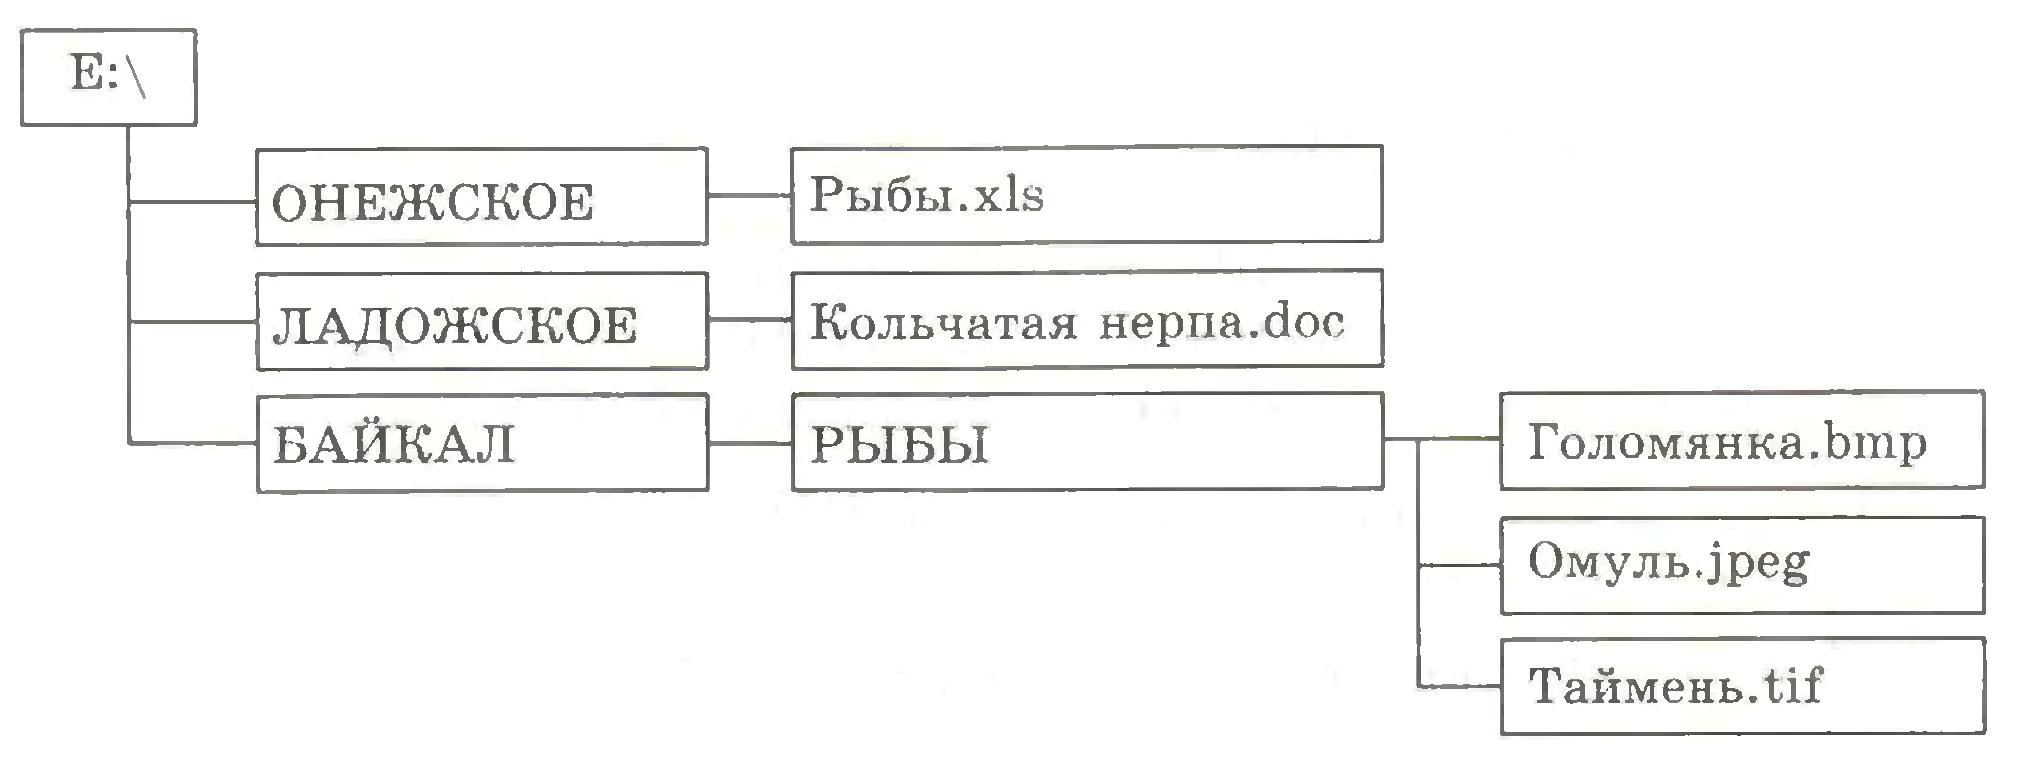 E:\
ОНЕЖСКОЕ
Рыбы.xls
ЛАДОЖСКОЕ
Кольчатая нерпа.doc
БАЙКАЛ
РЫБЫ
Голомянка.bmp
Омуль.jpeg
Таймень.tif